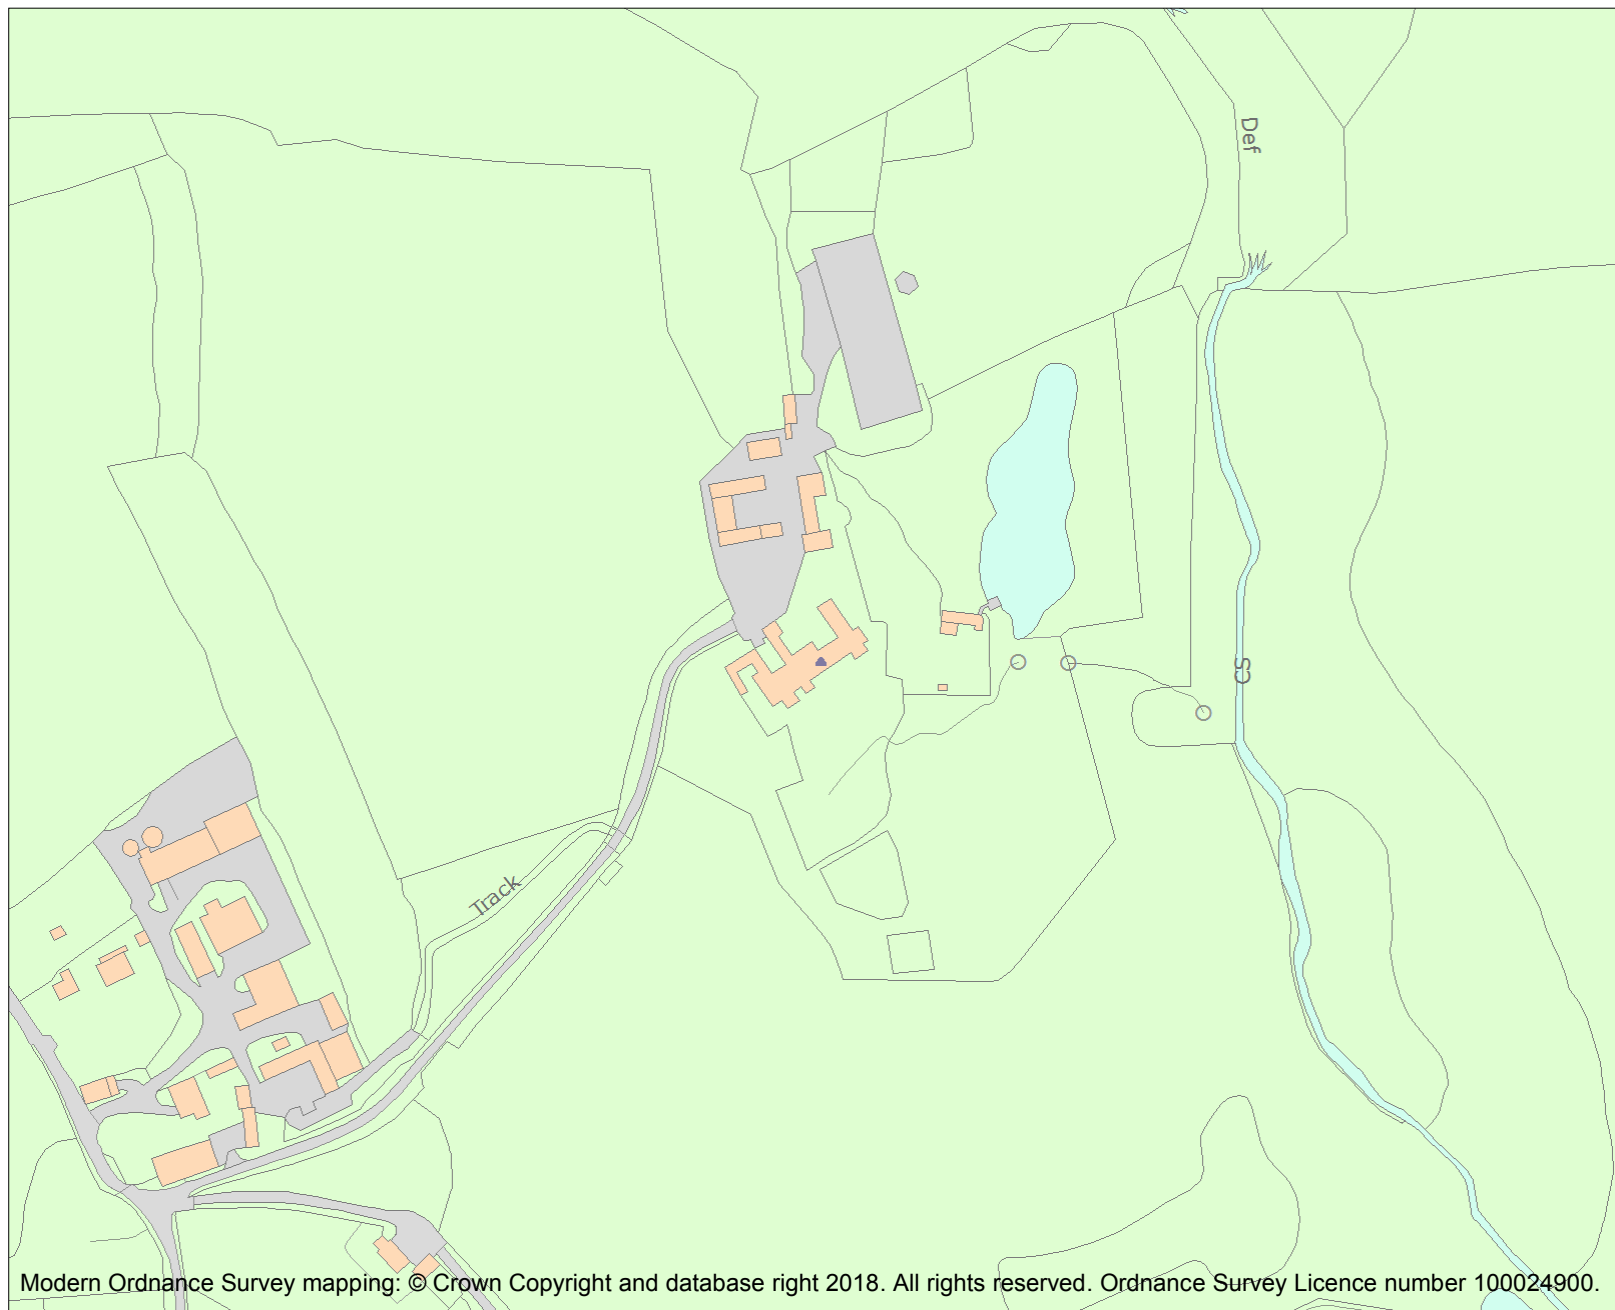 Def
CS
Track
Modern Ordnance Survey mapping: © Crown Copyright and database right 2018. All rights reserved. Ordnance Survey Licence number 100024900.